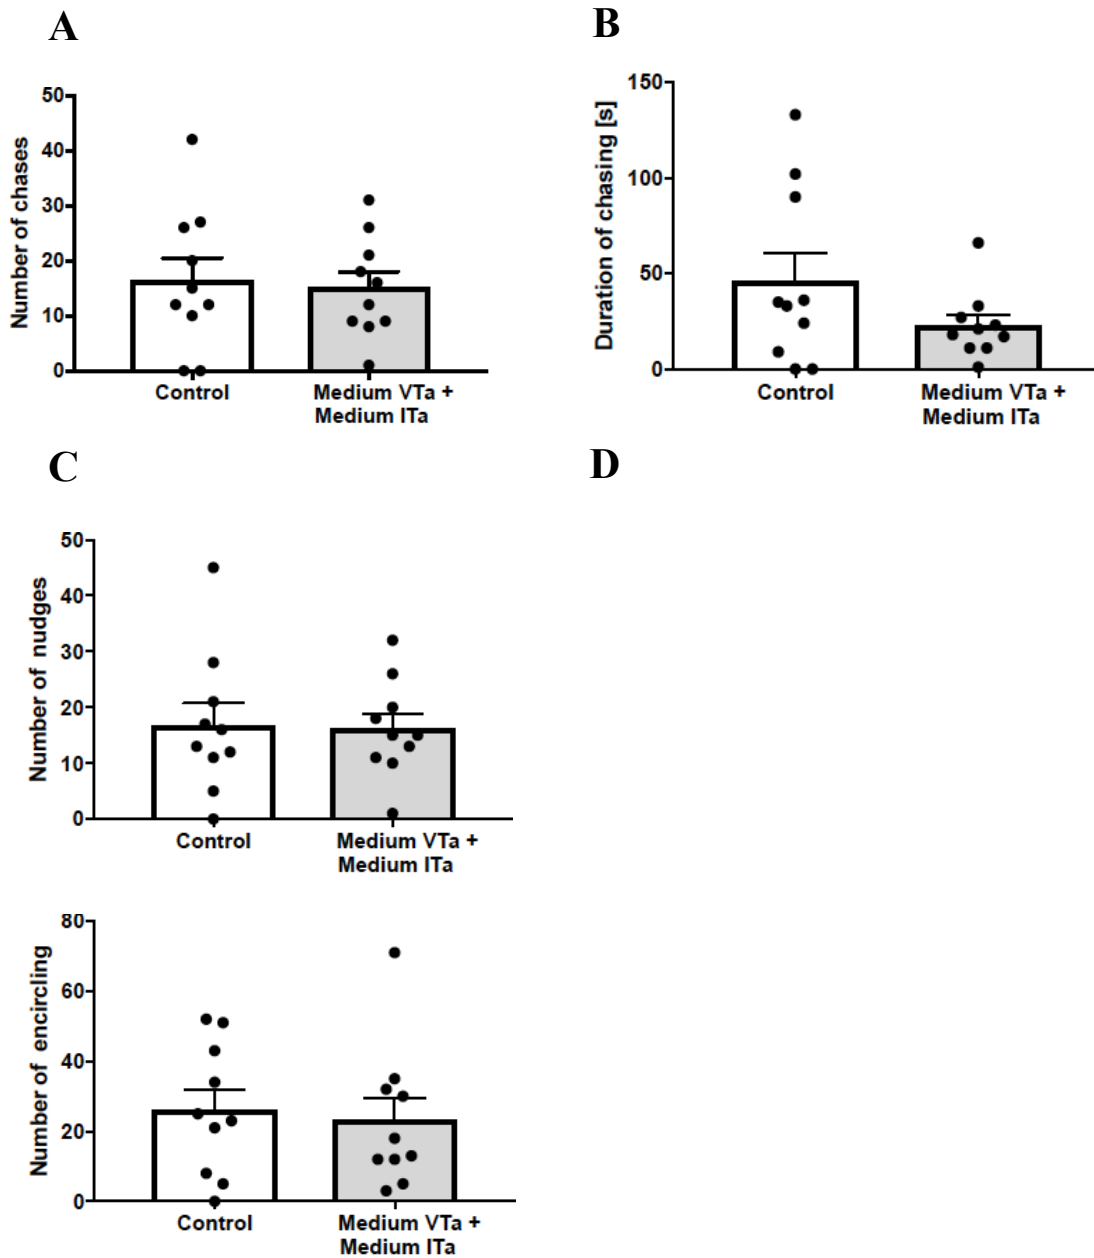 A
B
Number of chases
50
40
30
20
10
0
Control
Medium VTa +
Medium ITa
Duration of chasing [s]
150
100
50
0
Control
Medium VTa +
Medium ITa
C
D
Number of nudges
50
40
30
20
10
0
Control
Medium VTa +
Medium ITa
Number of encircling
80
60
40
20
0
Control
Medium VTa +
Medium ITa